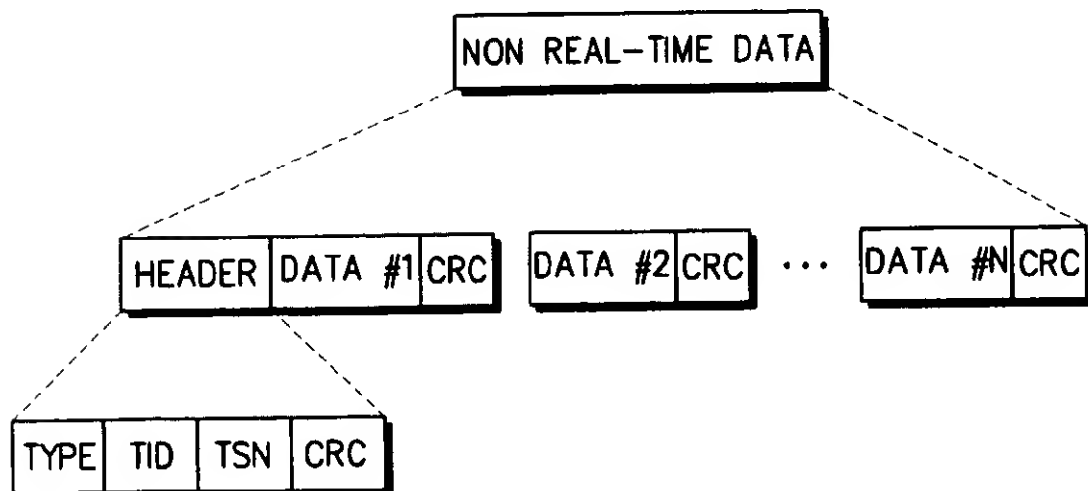 NON REAL-TIME DATA
HEADER DATA #1 CRC DATA #2 CRC ... DATA #N CRC
TYPE TID TSN CRC